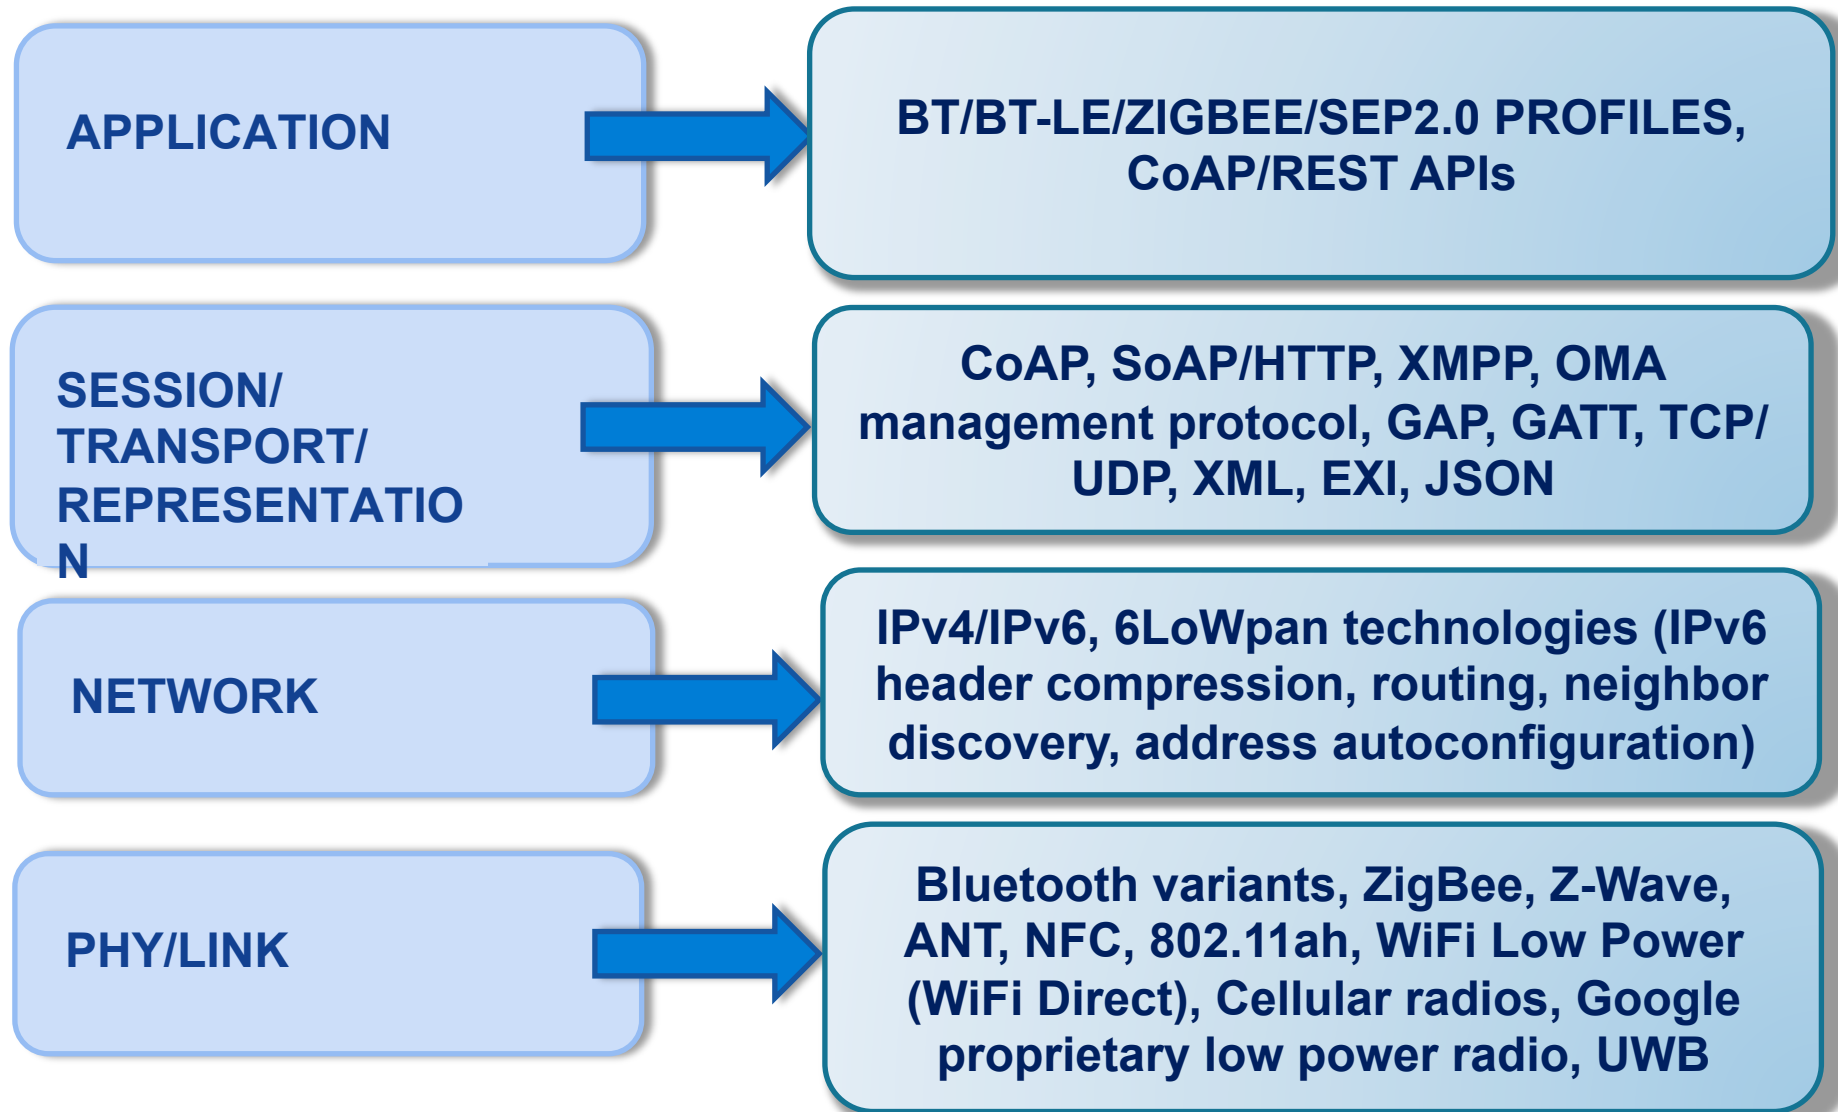 APPLICATION
BT/BT-LE/ZIGBEE/SEP2.0 PROFILES,
CoAP/REST APIs
SESSION/
TRANSPORT/
REPRESENTATIO
N
CoAP, SoAP/HTTP, XMPP, OMA
management protocol, GAP, GATT, TCP/
UDP, XML, EXI, JSON
NETWORK
IPv4/IPv6, 6LoWpan technologies (IPv6
header compression, routing, neighbor
discovery, address autoconfiguration)
PHY/LINK
Bluetooth variants, ZigBee, Z-Wave,
ANT, NFC, 802.11ah, WiFi Low Power
(WiFi Direct), Cellular radios, Google
proprietary low power radio, UWB